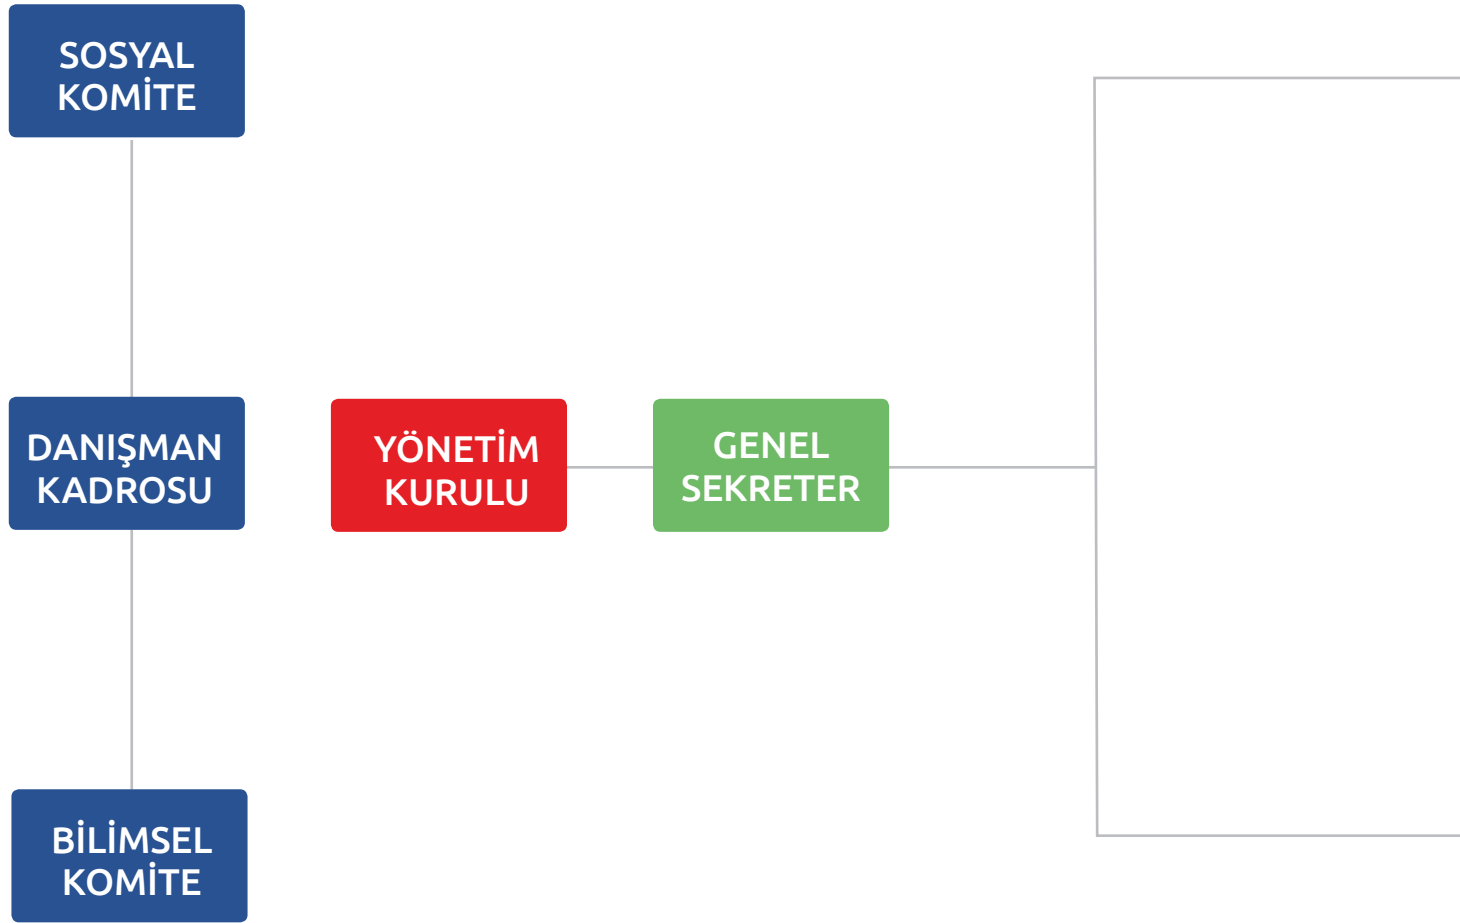 SOSYAL
KOMİTE
DANIŞMAN
KADROSU
YÖNETİM
KURULU
GENEL
SEKRETER
BİLİMSEL
KOMİTE